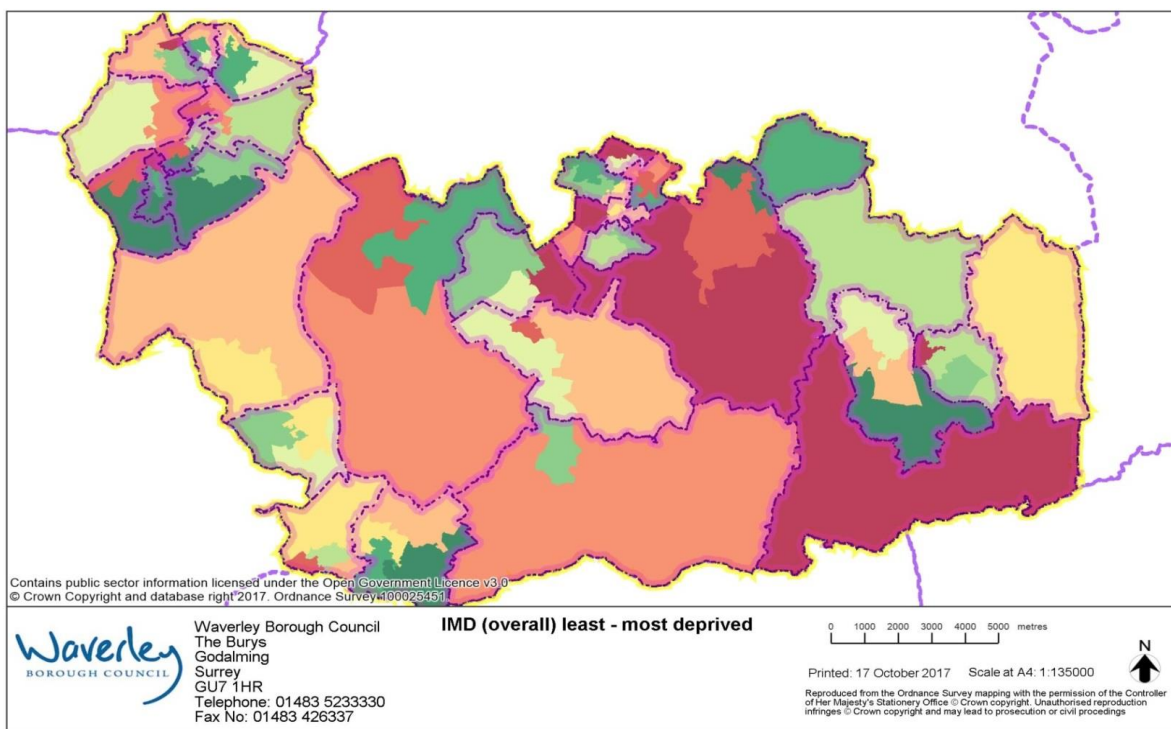 Contains public sector information licensed under the Open Government Licence v3.0
© Crown Copyright and database right 2017. Ordnance Survey 100025451
Waverley
BOROUGH COUNCIL
Waverley Borough Council
The Burys
Godalming
Surrey
GU7 1HR
Telephone: 01483 5233330
Fax No: 01483 426337
IMD (overall) least - most deprived
0 1000 2000 3000 4000 5000 metres
Printed: 17 October 2017 Scale at A4: 1:135000
N
Reproduced from the Ordnance Survey mapping with the permission of the Controller
of Her Majesty's Stationery Office © Crown copyright. Unauthorised reproduction
infringes © Crown copyright and may lead to prosecution or civil procedings